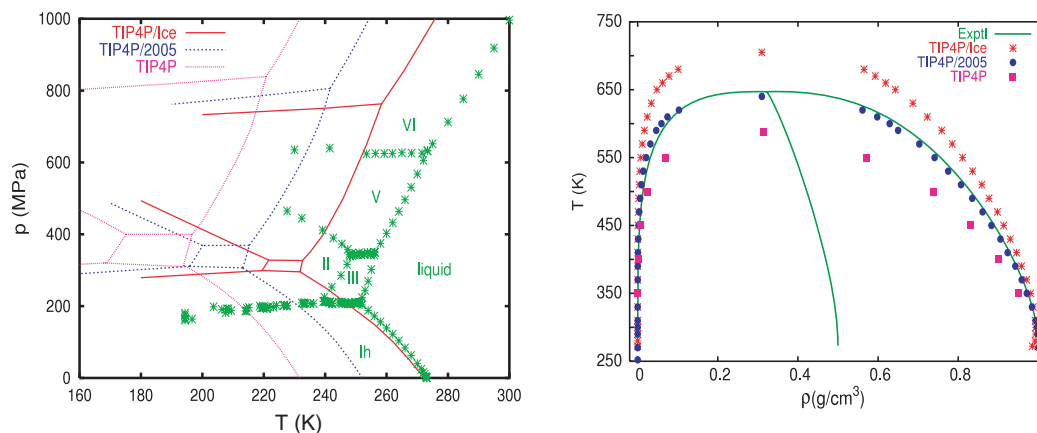 1000
800
600
400
200
0
p (MPa)
160
180
200
220
240
260
280
300
T (K)
TIP4P/Ice
TIP4P/2005
TIP4P
VI
V
II
III
liquid
Ih
750
650
550
450
350
250
T (K)
0
0.2
0.4
0.6
0.8
ρ(g/cm³)
Exptl
TIP4P/Ice
TIP4P/2005
TIP4P